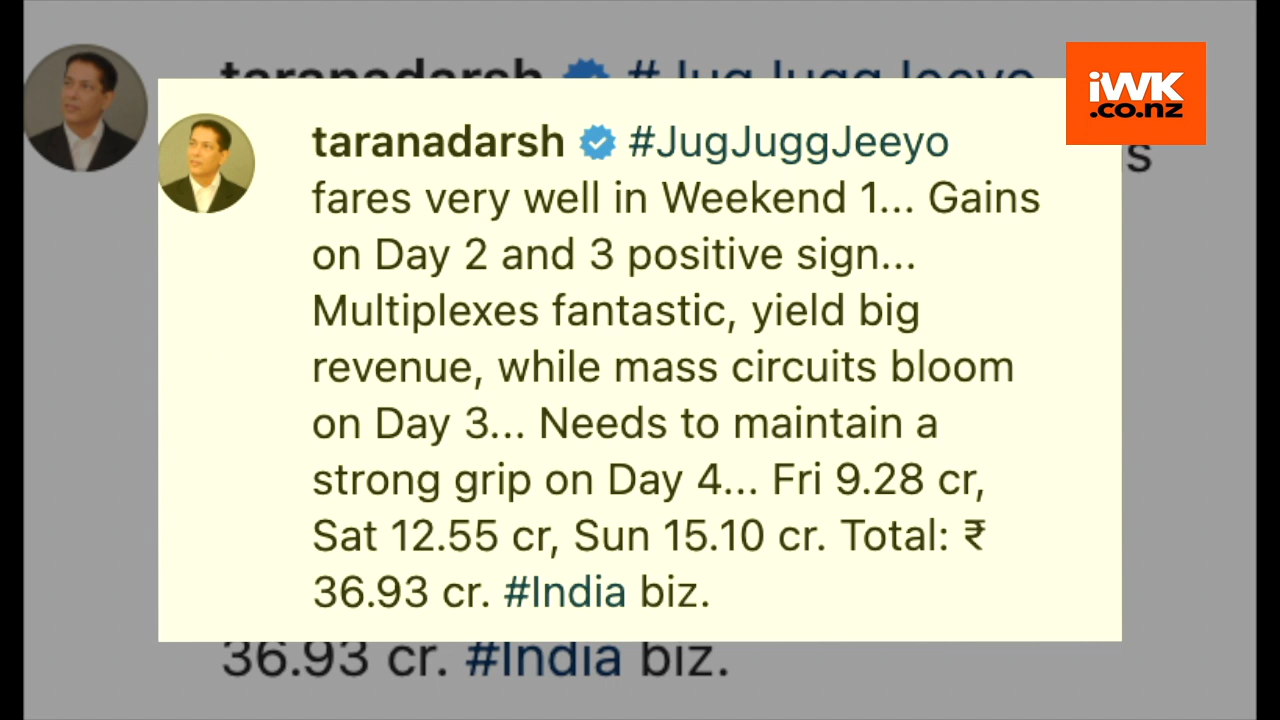 taranadarsh #JugJuggJeeyo
iWK
.co.nz
s
taranadarsh #JugJuggJeeyo
fares very well in Weekend 1... Gains
on Day 2 and 3 positive sign...
Multiplexes fantastic, yield big
revenue, while mass circuits bloom
on Day 3... Needs to maintain a
strong grip on Day 4... Fri 9.28 cr,
Sat 12.55 cr, Sun 15.10 cr. Total: ₹
36.93 cr. #India biz.
36.93 cr. #India biz.